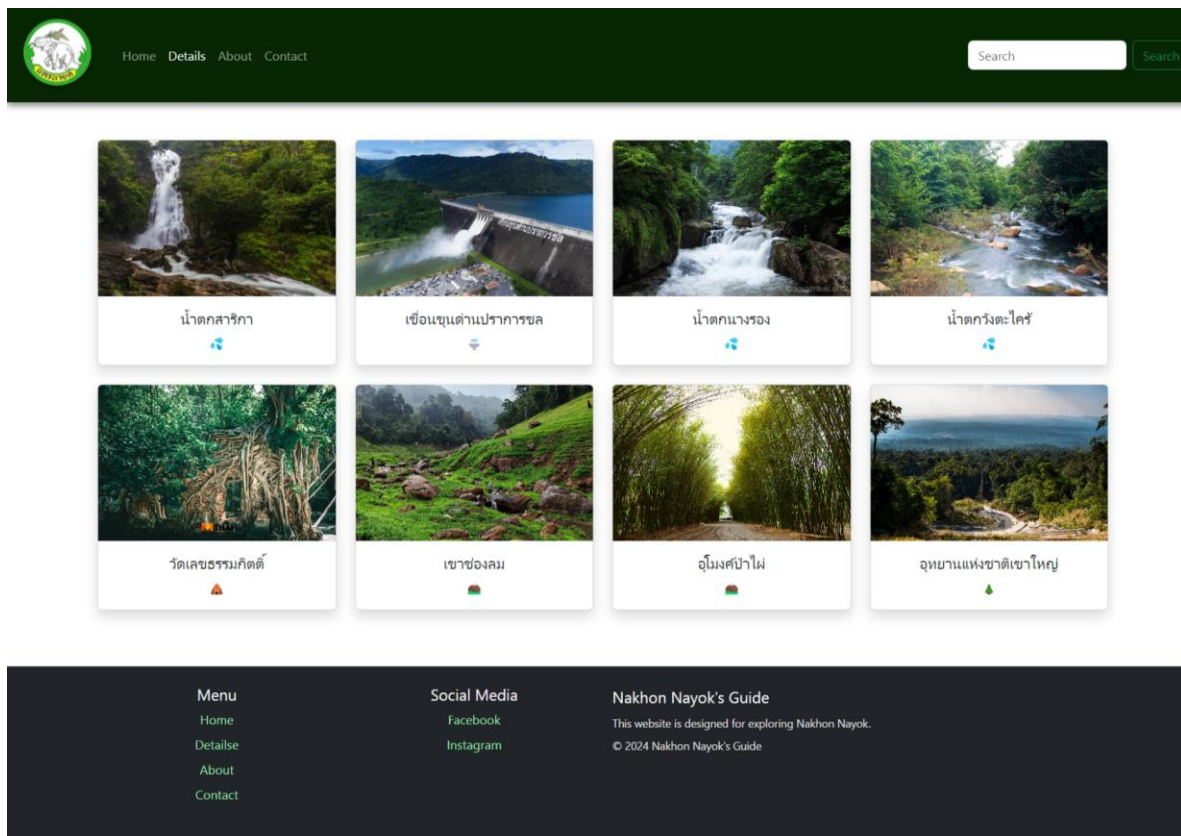 Home Details About Contact
Search
Search
น้ำตกสาริกา
เขื่อนขุนด่านปราการชล
น้ำตกนางรอง
น้ำตกวังตะไคร้
วัดเลขธรรมกิตติ์
เขาช่องลม
อุโมงค์ป่าไผ่
อุทยานแห่งชาติเขาใหญ่
Menu
Home
Detailse
About
Contact
Social Media
Facebook
Instagram
Nakhon Nayok's Guide
This website is designed for exploring Nakhon Nayok.
© 2024 Nakhon Nayok's Guide